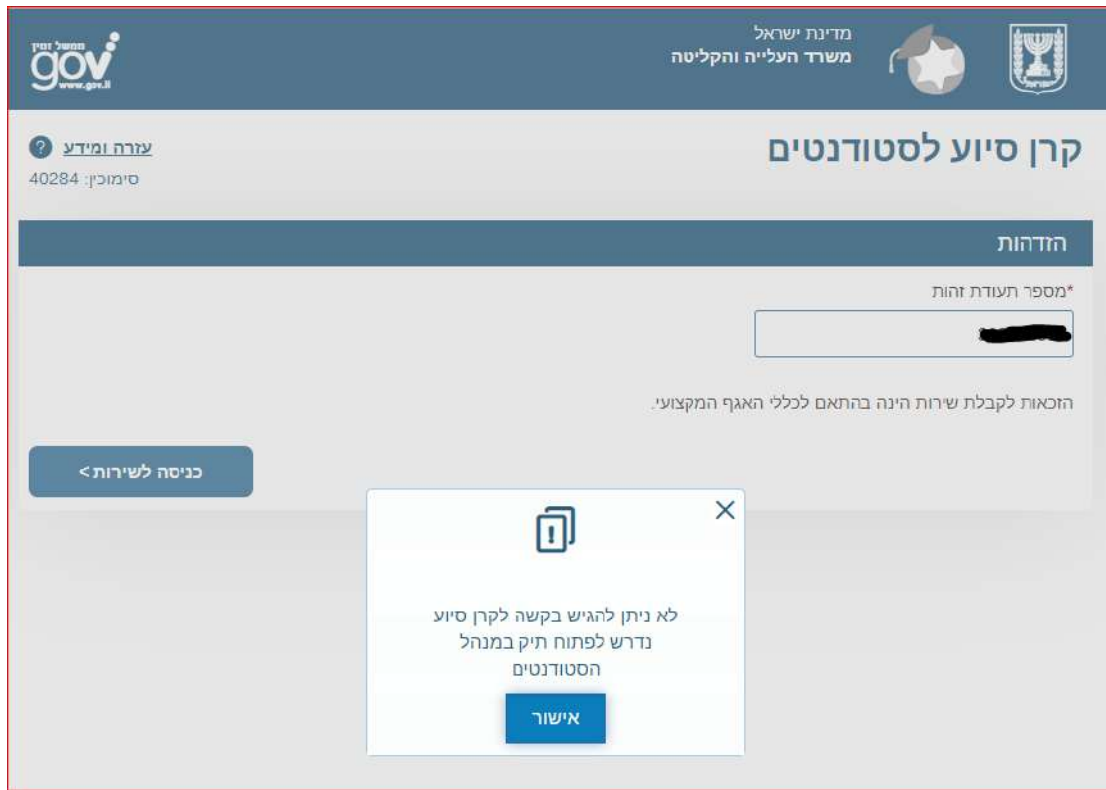 מדינת ישראל
משרד העלייה והקליטה
ממשל זמין
gov
www.gov.il
קרן סיוע לסטודנטים
עזרה ומידע ?
סימוכין: 40284
הזדהות
*מספר תעודת זהות
הזכאות לקבלת שירות הינה בהתאם לכללי האגף המקצועי.
כניסה לשירות >
לא ניתן להגיש בקשה לקרן סיוע
נדרש לפתוח תיק במנהל
הסטודנטים
אישור